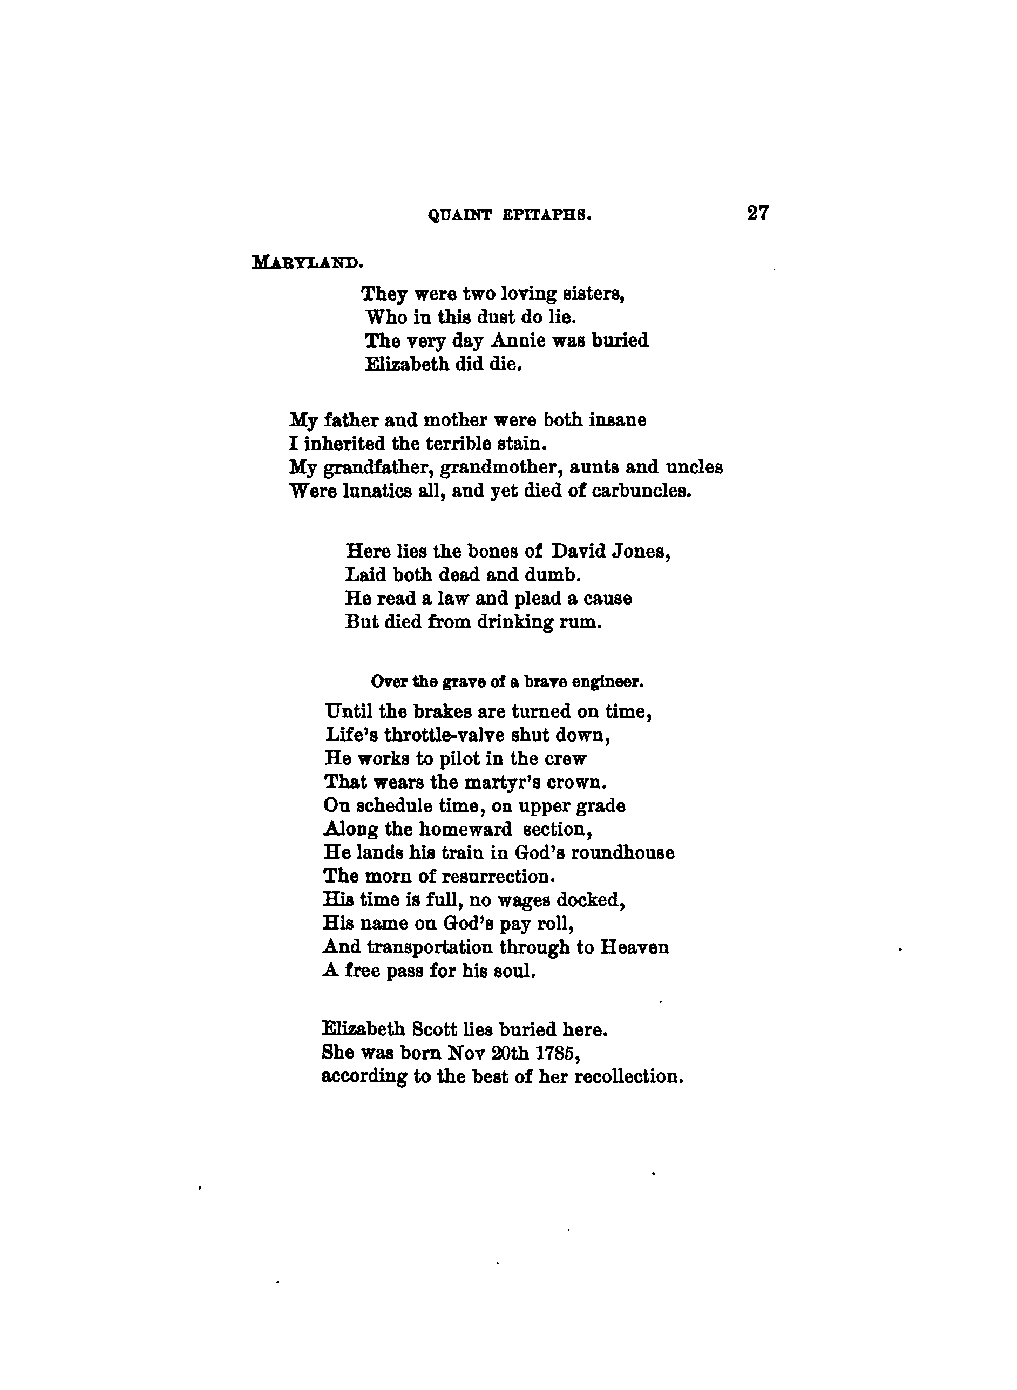 QUAINT EPITAPHS. 27
MARYLAND.
They were two loving sisters,
Who in this dust do lie.
The very day Annie was buried
Elizabeth did die.
My father and mother were both insane
I inherited the terrible stain.
My grandfather, grandmother, aunts and uncles
Were lunatics all, and yet died of carbuncles.
Here lies the bones of David Jones,
Laid both dead and dumb.
He read a law and plead a cause
But died from drinking rum.
Over the grave of a brave engineer.
Until the brakes are turned on time,
Life's throttle-valve shut down,
He works to pilot in the crew
That wears the martyr's crown.
On schedule time, on upper grade
Along the homeward section,
He lands his train in God's roundhouse
The morn of resurrection.
His time is full, no wages docked,
His name on God's pay roll,
And transportation through to Heaven
A free pass for his soul.
Elizabeth Scott lies buried here.
She was born Nov 20th 1785,
according to the best of her recollection.